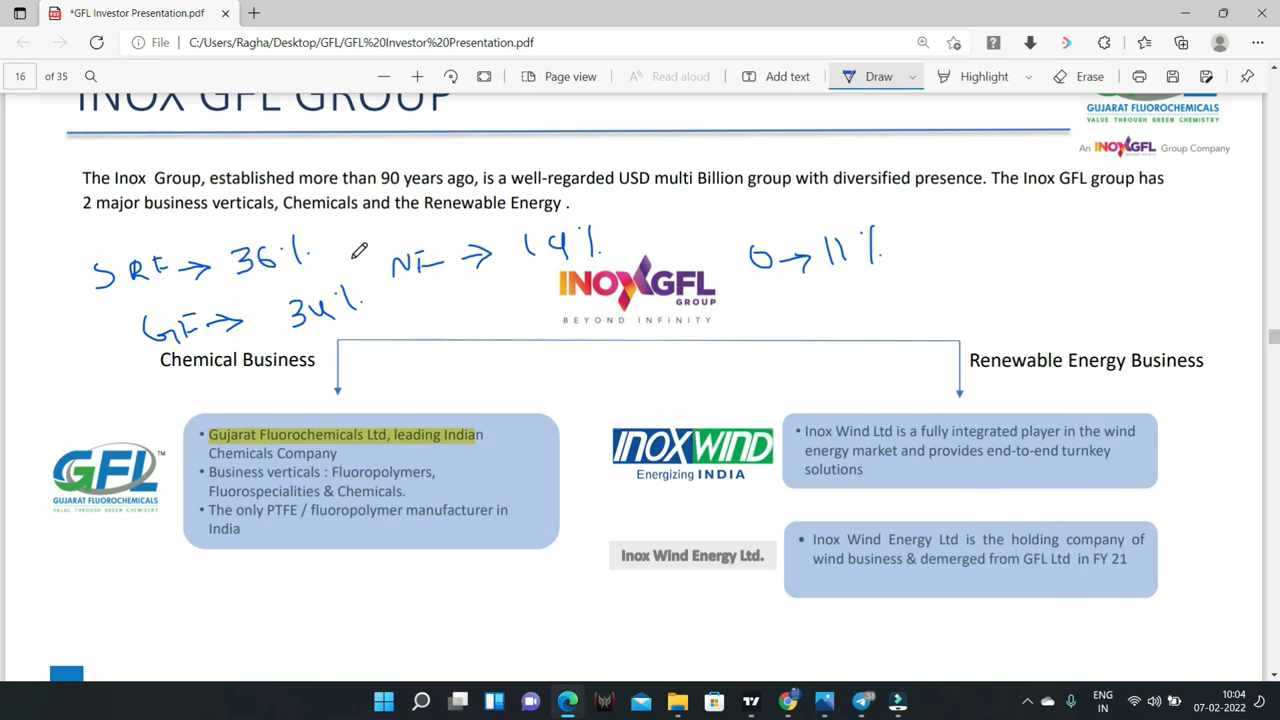 *GFL Investor Presentation.pdf
File C:/Users/Ragha/Desktop/GFL/GFL%20Investor%20Presentation.pdf
16 of 35 Page view Read aloud Add text Draw Highlight Erase
INOX GFL GROUP
GUJARAT FLUOROCHEMICALS
VALUE THROUGH GREEN CHEMISTRY
An INOXGFL Group Company
BEYOND INFINITY
The Inox Group, established more than 90 years ago, is a well-regarded USD multi Billion group with diversified presence. The Inox GFL group has
2 major business verticals, Chemicals and the Renewable Energy .
SRF → 36%
NF → 14%
O → 11%
GF → 34%
INOXGFL
GROUP
BEYOND INFINITY
Chemical Business
Renewable Energy Business
GFL™
GUJARAT FLUOROCHEMICALS
VALUE THROUGH GREEN CHEMISTRY
• Gujarat Fluorochemicals Ltd, leading Indian
Chemicals Company
• Business verticals : Fluoropolymers,
Fluorospecialities & Chemicals.
• The only PTFE / fluoropolymer manufacturer in
India
INOXWIND
Energizing INDIA
• Inox Wind Ltd is a fully integrated player in the wind
energy market and provides end-to-end turnkey
solutions
Inox Wind Energy Ltd.
• Inox Wind Energy Ltd is the holding company of
wind business & demerged from GFL Ltd in FY 21
ENG
IN
10:04
07-02-2022